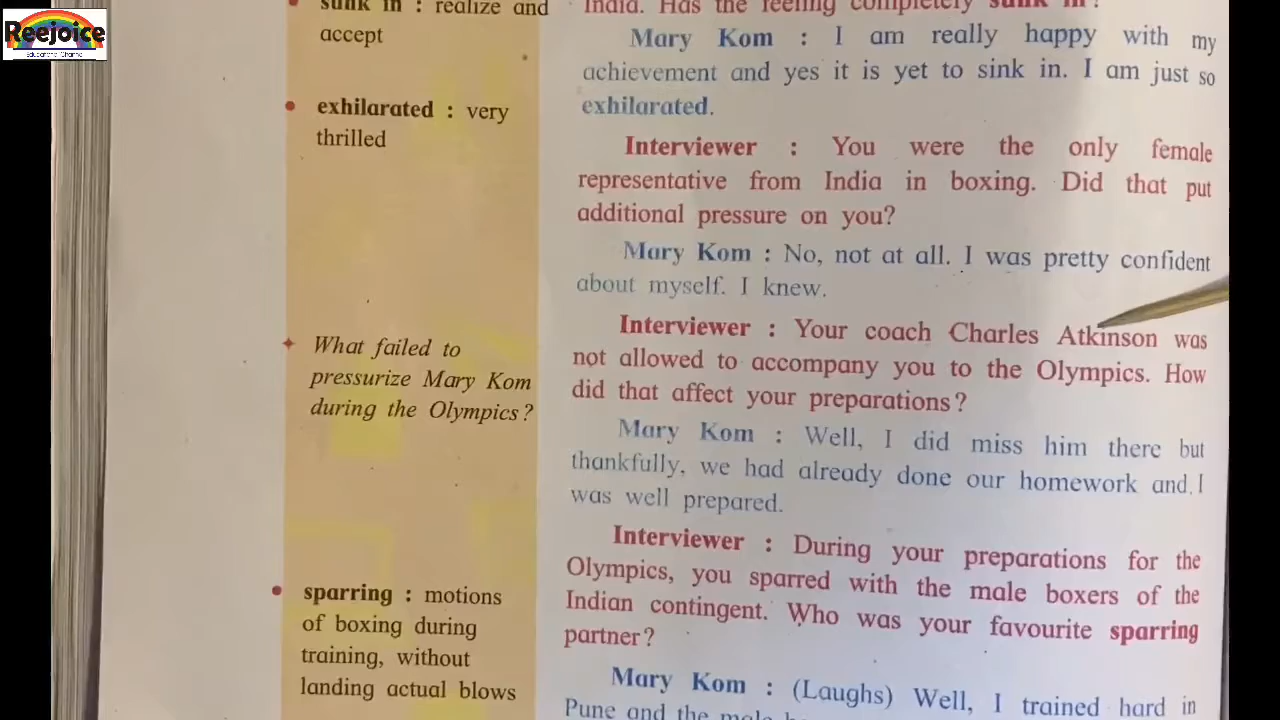 Reejoice
Educational Channel
sunk in : realize and
accept
exhilarated : very
thrilled
What failed to
pressurize Mary Kom
during the Olympics?
sparring : motions
of boxing during
training, without
landing actual blows
India. Has the feeling completely sunk in?
Mary Kom : I am really happy with my
achievement and yes it is yet to sink in. I am just so
exhilarated.
Interviewer : You were the only female
representative from India in boxing. Did that put
additional pressure on you?
Mary Kom : No, not at all. I was pretty confident
about myself. I knew.
Interviewer : Your coach Charles Atkinson was
not allowed to accompany you to the Olympics. How
did that affect your preparations?
Mary Kom : Well, I did miss him there but
thankfully, we had already done our homework and I
was well prepared.
Interviewer : During your preparations for the
Olympics, you sparred with the male boxers of the
Indian contingent. Who was your favourite sparring
partner?
Mary Kom : (Laughs) Well, I trained hard in
Pune and the male